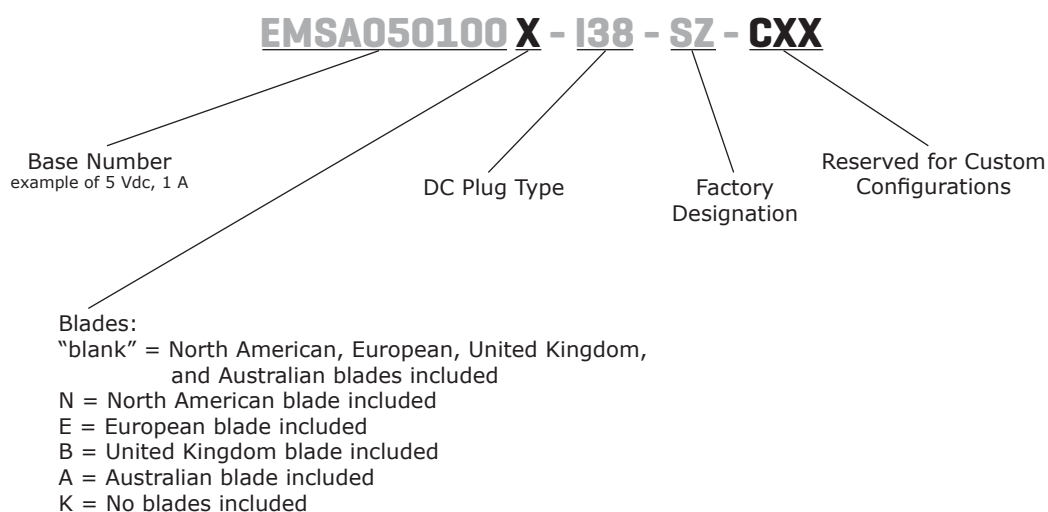 EMSA050100 X - I38 - SZ - CXX
Base Number
example of 5 Vdc, 1 A
DC Plug Type
Factory
Designation
Reserved for Custom
Configurations
Blades:
“blank” = North American, European, United Kingdom,
and Australian blades included
N = North American blade included
E = European blade included
B = United Kingdom blade included
A = Australian blade included
K = No blades included